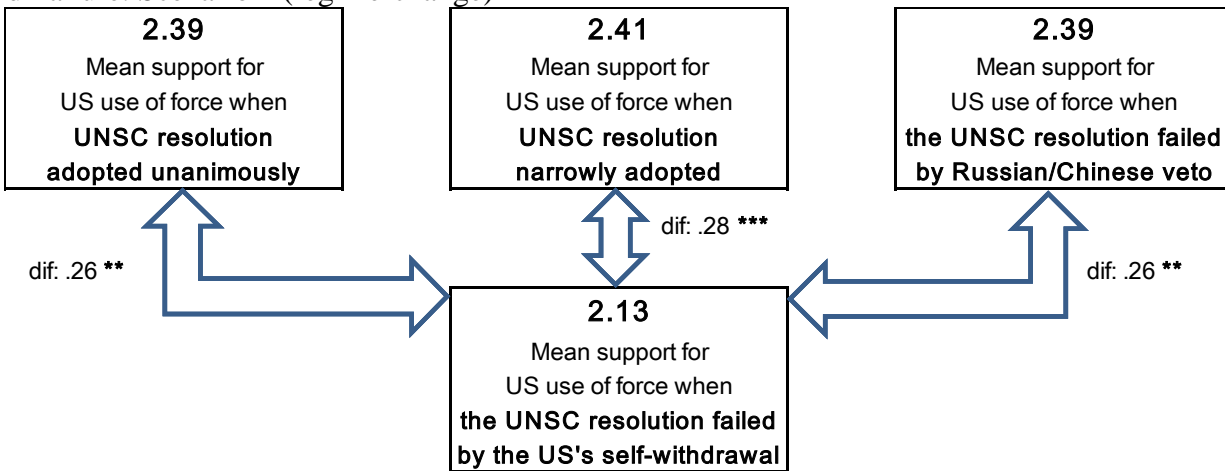 2.39
Mean support for
US use of force when
UNSC resolution
adopted unanimously
2.41
Mean support for
US use of force when
UNSC resolution
narrowly adopted
2.39
Mean support for
US use of force when
the UNSC resolution failed
by Russian/Chinese veto
dif: .26 **
dif: .28 ***
dif: .26 **
2.13
Mean support for
US use of force when
the UNSC resolution failed
by the US's self-withdrawal